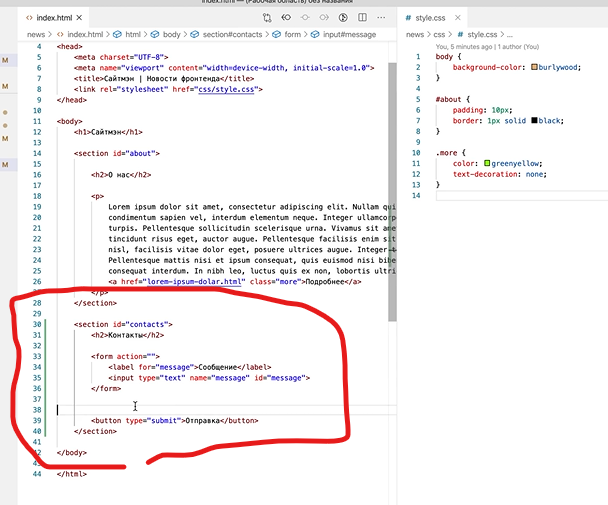 index.html — (Рабочая область) без названия
index.html
style.css
news > index.html > html > body > section#contacts > form > input#message
news > css > style.css > ...
4 <head>
5 <meta charset="UTF-8">
6 <meta name="viewport" content="width=device-width, initial-scale=1.0">
7 <title>Сайтмэн | Новости фронтенда</title>
8 <link rel="stylesheet" href="css/style.css">
9 </head>
10
11 <body>
12 <h1>Сайтмэн</h1>
13
14 <section id="about">
15
16 <h2>О нас</h2>
17
18 <p>
19 Lorem ipsum dolor sit amet, consectetur adipiscing elit. Nullam qui
20 condimentum sapien vel, interdum elementum neque. Integer ullamcorp
21 turpis. Pellentesque sollicitudin scelerisque urna. Vivamus sit ame
22 tincidunt risus eget, auctor augue. Pellentesque facilisis enim sit
23 nisl, facilisis vitae dolor eget, posuere ultrices augue. Integer
24 Pellentesque mattis nisi et ipsum consequat, quis euismod nisi bibe
25 consequat interdum. In nibh leo, luctus quis ex non, lobortis ultri
26 <a href="lorem-ipsum-dolar.html" class="more">Подробнее</a>
27 </p>
28 </section>
29
30 <section id="contacts">
31 <h2>Контакты</h2>
32
33 <form action="">
34 <label for="message">Сообщение</label>
35 <input type="text" name="message" id="message">
36 </form>
37
38
39 <button type="submit">Отправка</button>
40 </section>
41
42 </body>
43
44 </html>
You, 5 minutes ago | 1 author (You)
1 body {
2 background-color: burlywood;
3 }
4
5 #about {
6 padding: 10px;
7 border: 1px solid black;
8 }
9
10 .more {
11 color: greenyellow;
12 text-decoration: none;
13 }
14
M
M
M
M